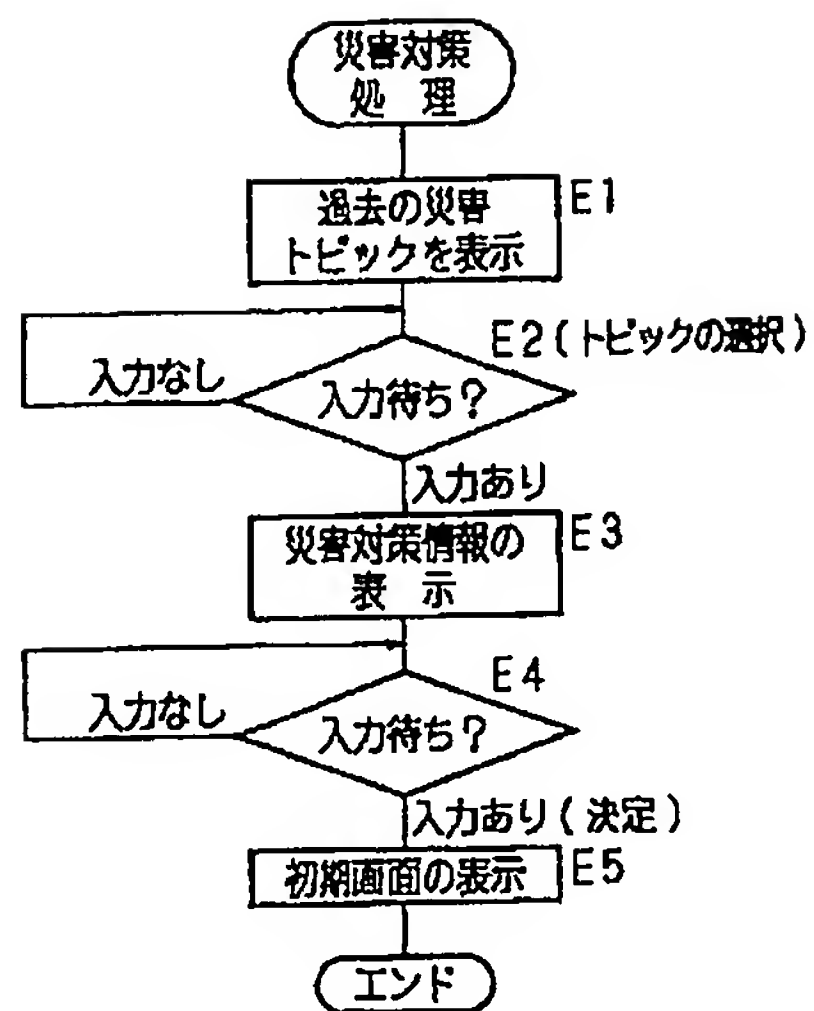 災害対策
処 理
過去の災害
トピックを表示
E1
E2(トピックの選択)
入力なし
入力待ち?
入力あり
災害対策情報の
表 示
E3
E4
入力なし
入力待ち?
入力あり(決定)
初期画面の表示
E5
エンド